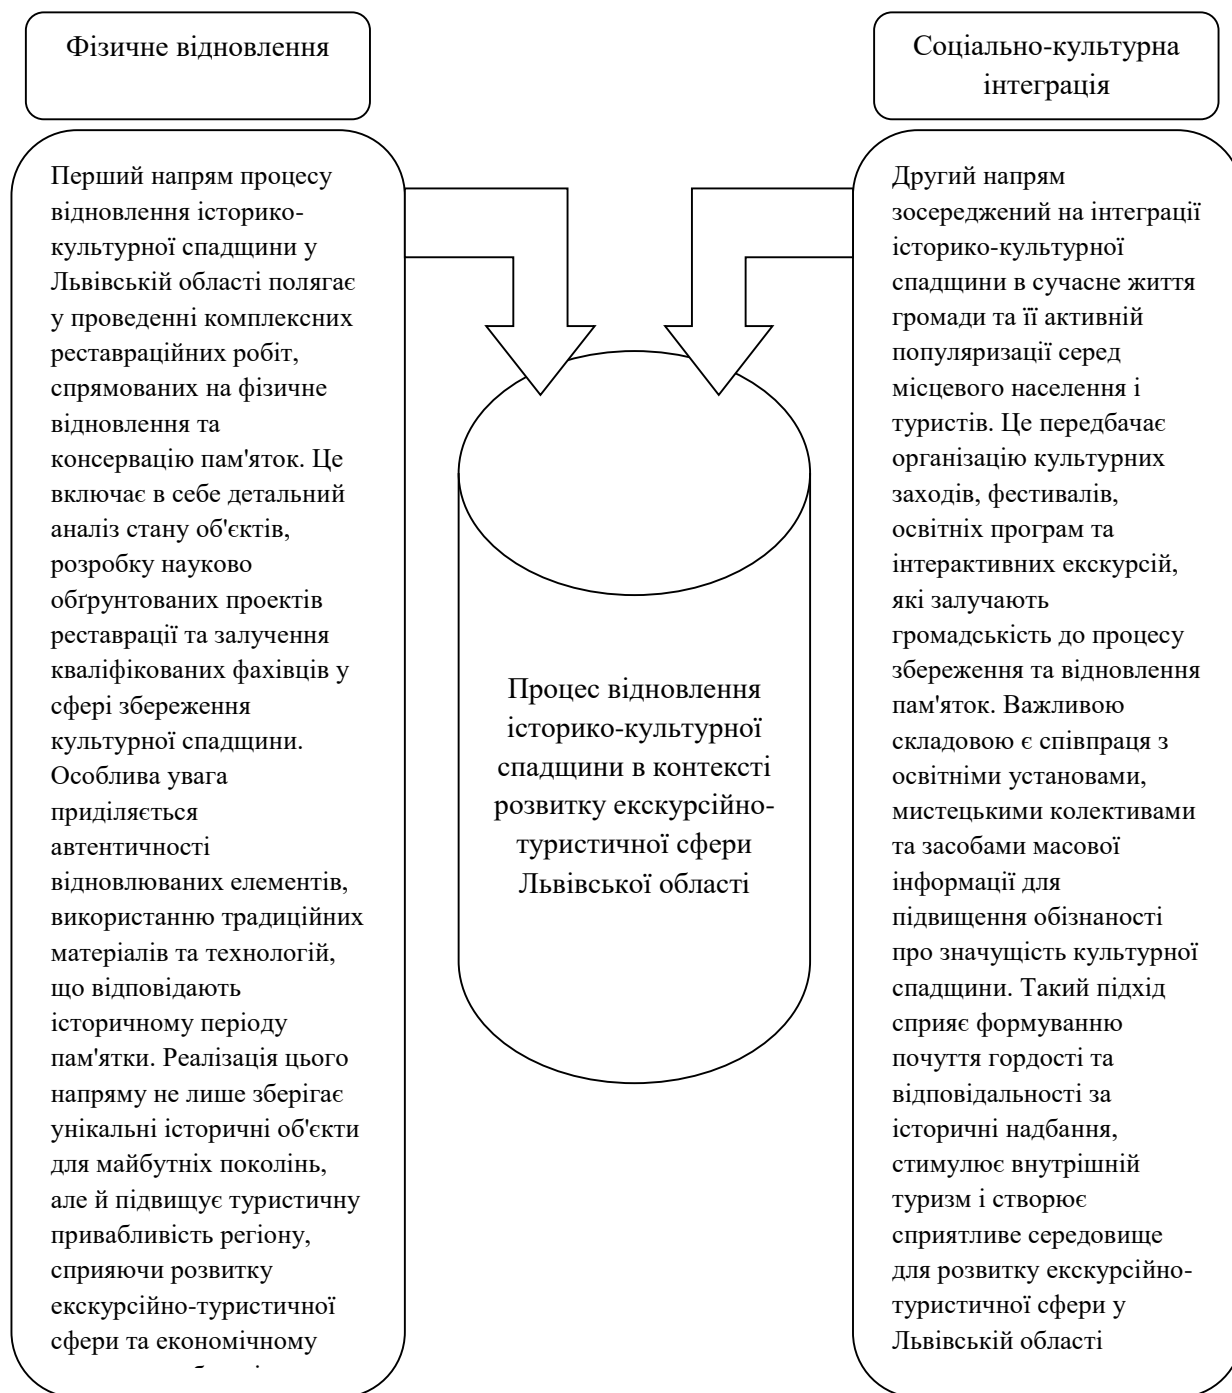 Фізичне відновлення
Перший напрям процесу
відновлення історико-
культурної спадщини у
Львівській області полягає
у проведенні комплексних
реставраційних робіт,
спрямованих на фізичне
відновлення та
консервацію пам'яток. Це
включає в себе детальний
аналіз стану об'єктів,
розробку науково
обґрунтованих проектів
реставрації та залучення
кваліфікованих фахівців у
сфері збереження
культурної спадщини.
Особлива увага
приділяється
автентичності
відновлюваних елементів,
використанню традиційних
матеріалів та технологій,
що відповідають
історичному періоду
пам'ятки. Реалізація цього
напряму не лише зберігає
унікальні історичні об'єкти
для майбутніх поколінь,
але й підвищує туристичну
привабливість регіону,
сприяючи розвитку
екскурсійно-туристичної
сфери та економічному
Процес відновлення
історико-культурної
спадщини в контексті
розвитку екскурсійно-
туристичної сфери
Львівської області
Соціально-культурна
інтеграція
Другий напрям
зосереджений на інтеграції
історико-культурної
спадщини в сучасне життя
громади та її активній
популяризації серед
місцевого населення і
туристів. Це передбачає
організацію культурних
заходів, фестивалів,
освітніх програм та
інтерактивних екскурсій,
які залучають
громадськість до процесу
збереження та відновлення
пам'яток. Важливою
складовою є співпраця з
освітніми установами,
мистецькими колективами
та засобами масової
інформації для
підвищення обізнаності
про значущість культурної
спадщини. Такий підхід
сприяє формуванню
почуття гордості та
відповідальності за
історичні надбання,
стимулює внутрішній
туризм і створює
сприятливе середовище
для розвитку екскурсійно-
туристичної сфери у
Львівській області